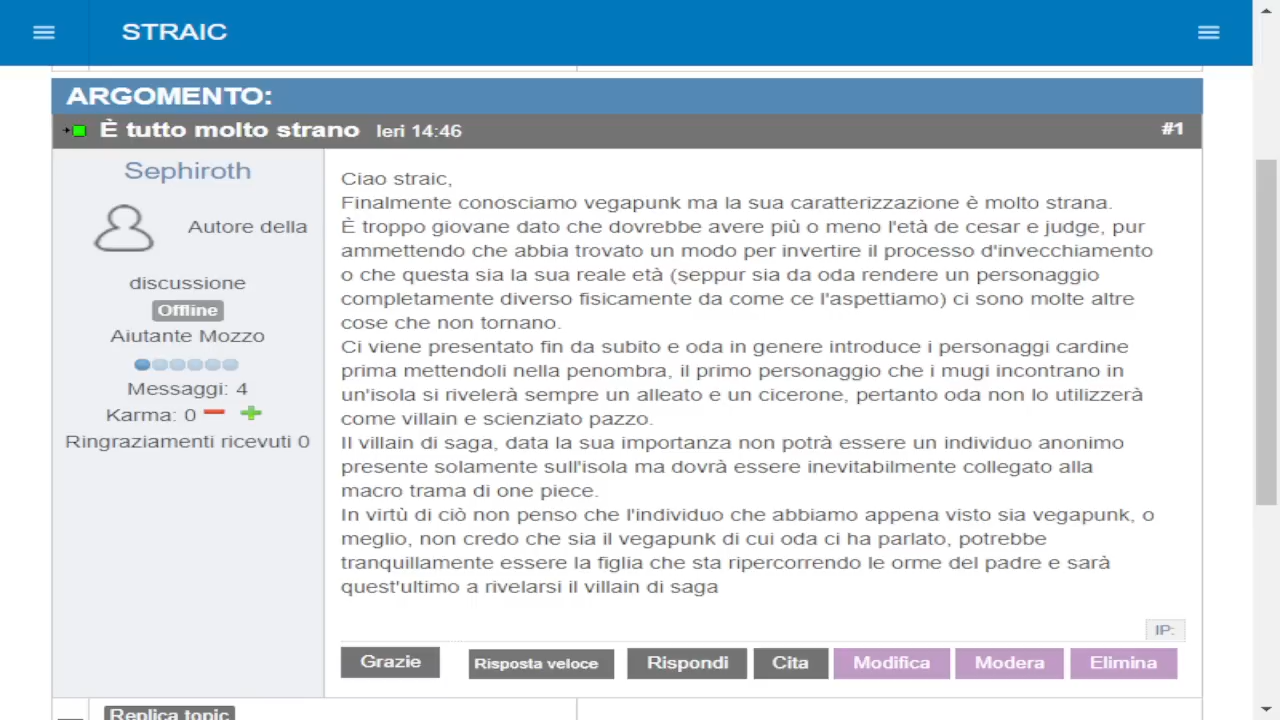 STRAIC
ARGOMENTO:
È tutto molto strano Ieri 14:46 #1
Sephiroth
Autore della
discussione
Offline
Aiutante Mozzo
Messaggi: 4
Karma: 0
Ringraziamenti ricevuti 0
Ciao straic,
Finalmente conosciamo vegapunk ma la sua caratterizzazione è molto strana.
È troppo giovane dato che dovrebbe avere più o meno l'età de cesar e judge, pur
ammettendo che abbia trovato un modo per invertire il processo d'invecchiamento
o che questa sia la sua reale età (seppur sia da oda rendere un personaggio
completamente diverso fisicamente da come ce l'aspettiamo) ci sono molte altre
cose che non tornano.
Ci viene presentato fin da subito e oda in genere introduce i personaggi cardine
prima mettendoli nella penombra, il primo personaggio che i mugi incontrano in
un'isola si rivelerà sempre un alleato e un cicerone, pertanto oda non lo utilizzerà
come villain e scienziato pazzo.
Il villain di saga, data la sua importanza non potrà essere un individuo anonimo
presente solamente sull'isola ma dovrà essere inevitabilmente collegato alla
macro trama di one piece.
In virtù di ciò non penso che l'individuo che abbiamo appena visto sia vegapunk, o
meglio, non credo che sia il vegapunk di cui oda ci ha parlato, potrebbe
tranquillamente essere la figlia che sta ripercorrendo le orme del padre e sarà
quest'ultimo a rivelarsi il villain di saga
IP:
Grazie Risposta veloce Rispondi Cita Modifica Modera Elimina
Replica topic